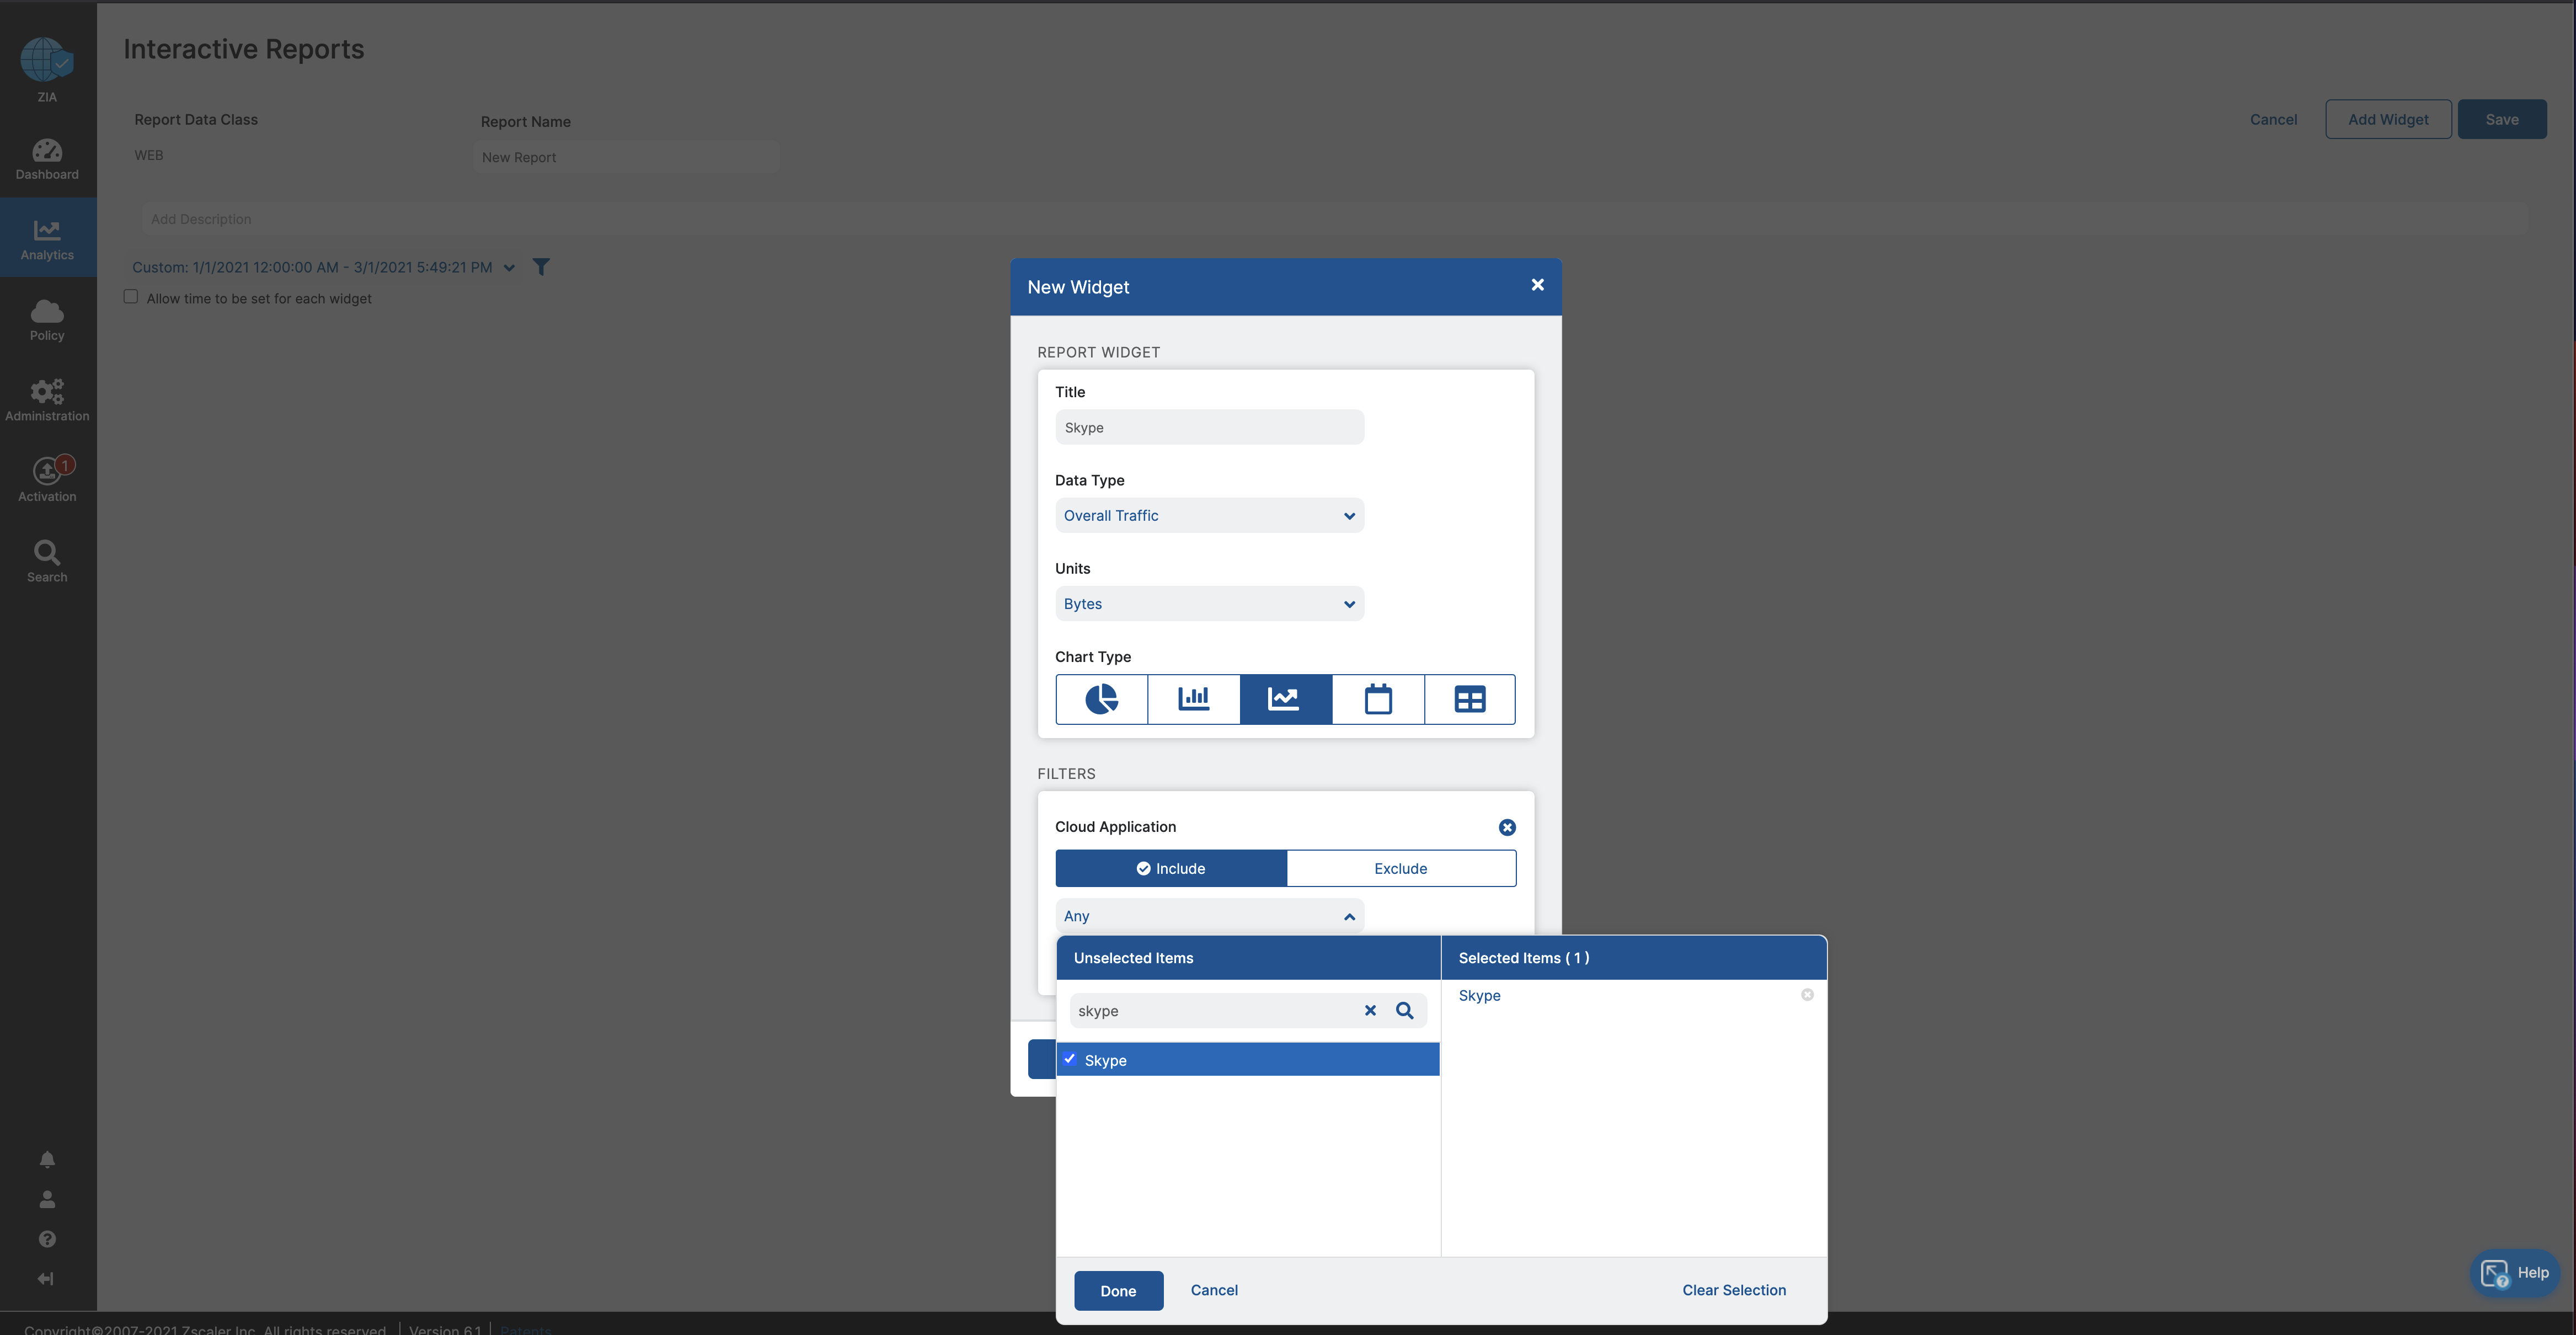 Interactive Reports
ZIA
Report Data Class
Report Name
Cancel
Add Widget
Save
WEB
New Report
Dashboard
Add Description
Analytics
Custom: 1/1/2021 12:00:00 AM - 3/1/2021 5:49:21 PM
Allow time to be set for each widget
Policy
Administration
1
Activation
Search
New Widget
REPORT WIDGET
Title
Skype
Data Type
Overall Traffic
Units
Bytes
Chart Type
FILTERS
Cloud Application
Include
Exclude
Any
Unselected Items
Selected Items ( 1 )
skype
Skype
Skype
Done
Cancel
Clear Selection
Help
Copyright©2007-2021 Zscaler Inc. All rights reserved. | Version 6.1 | Patents